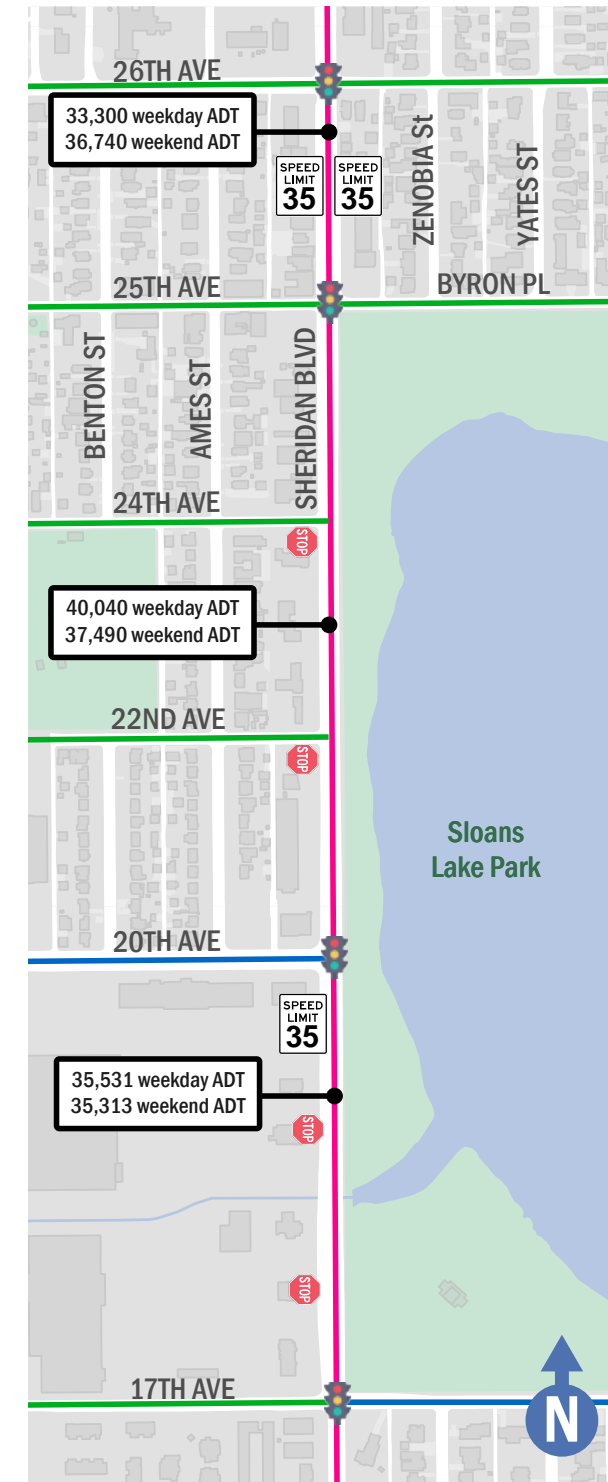 26TH AVE
33,300 weekday ADT
36,740 weekend ADT
SPEED
LIMIT
35
SPEED
LIMIT
35
ZENOBIA St
YATES ST
25TH AVE
BYRON PL
BENTON ST
AMES ST
SHERIDAN BLVD
24TH AVE
STOP
40,040 weekday ADT
37,490 weekend ADT
22ND AVE
STOP
Sloans
Lake Park
20TH AVE
SPEED
LIMIT
35
35,531 weekday ADT
35,313 weekend ADT
STOP
STOP
17TH AVE
N